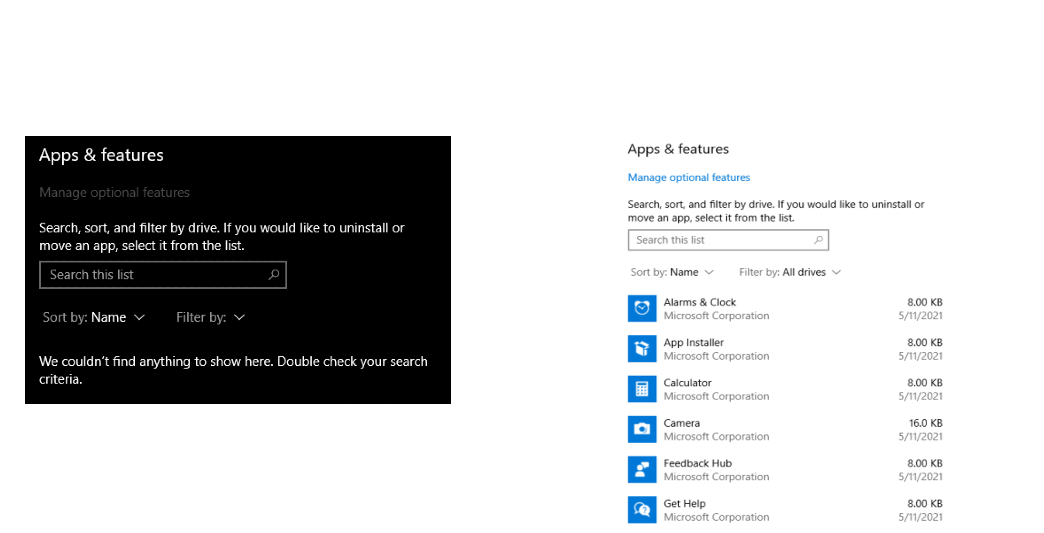 Apps & features
Manage optional features
Search, sort, and filter by drive. If you would like to uninstall or
move an app, select it from the list.
Search this list
Sort by: Name Filter by:
We couldn't find anything to show here. Double check your search
criteria.
Apps & features
Manage optional features
Search, sort, and filter by drive. If you would like to uninstall or
move an app, select it from the list.
Search this list
Sort by: Name Filter by: All drives
Alarms & Clock 8.00 KB
Microsoft Corporation 5/11/2021
App Installer 8.00 KB
Microsoft Corporation 5/11/2021
Calculator 8.00 KB
Microsoft Corporation 5/11/2021
Camera 16.0 KB
Microsoft Corporation 5/11/2021
Feedback Hub 8.00 KB
Microsoft Corporation 5/11/2021
Get Help 8.00 KB
Microsoft Corporation 5/11/2021